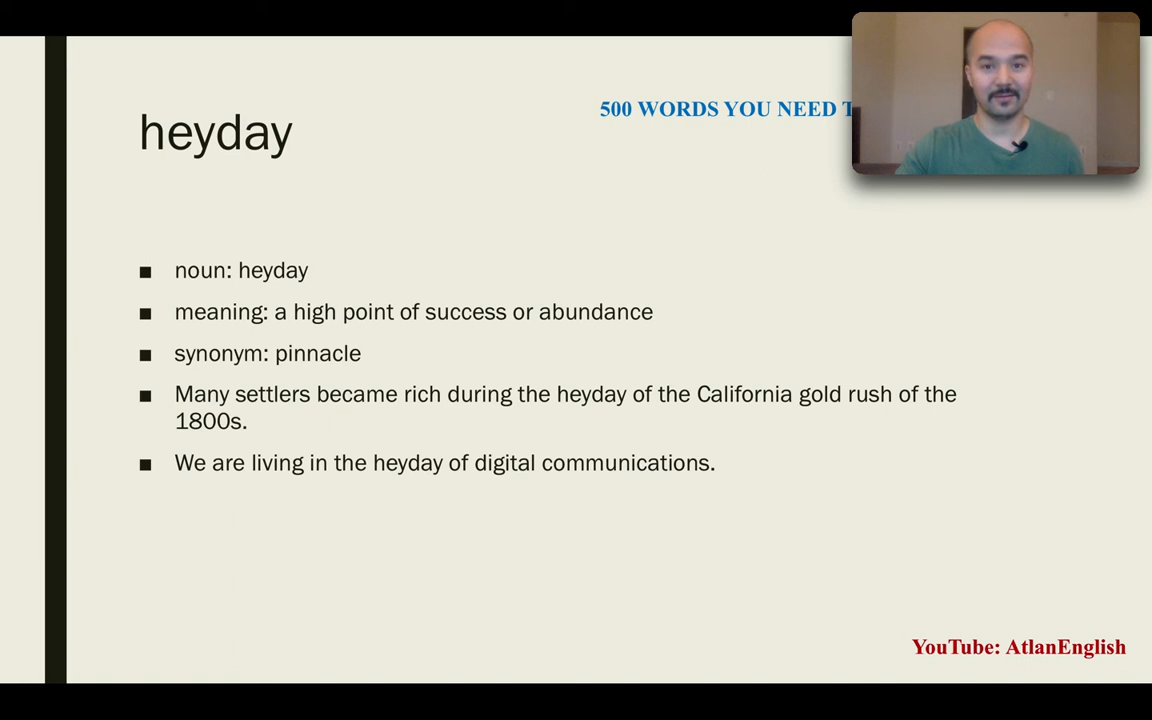 500 WORDS YOU NEED
heyday
noun: heyday
meaning: a high point of success or abundance
synonym: pinnacle
Many settlers became rich during the heyday of the California gold rush of the
1800s.
We are living in the heyday of digital communications.
YouTube: AtlanEnglish